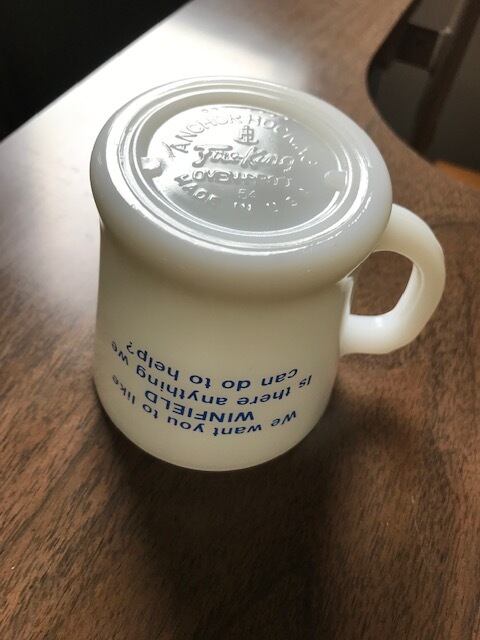 ANCHOR HOCKING
Fire-King
OVENPROOF
MADE IN U.S.A.
We want you to like
WINFIELD
Is there anything we
can do to help?